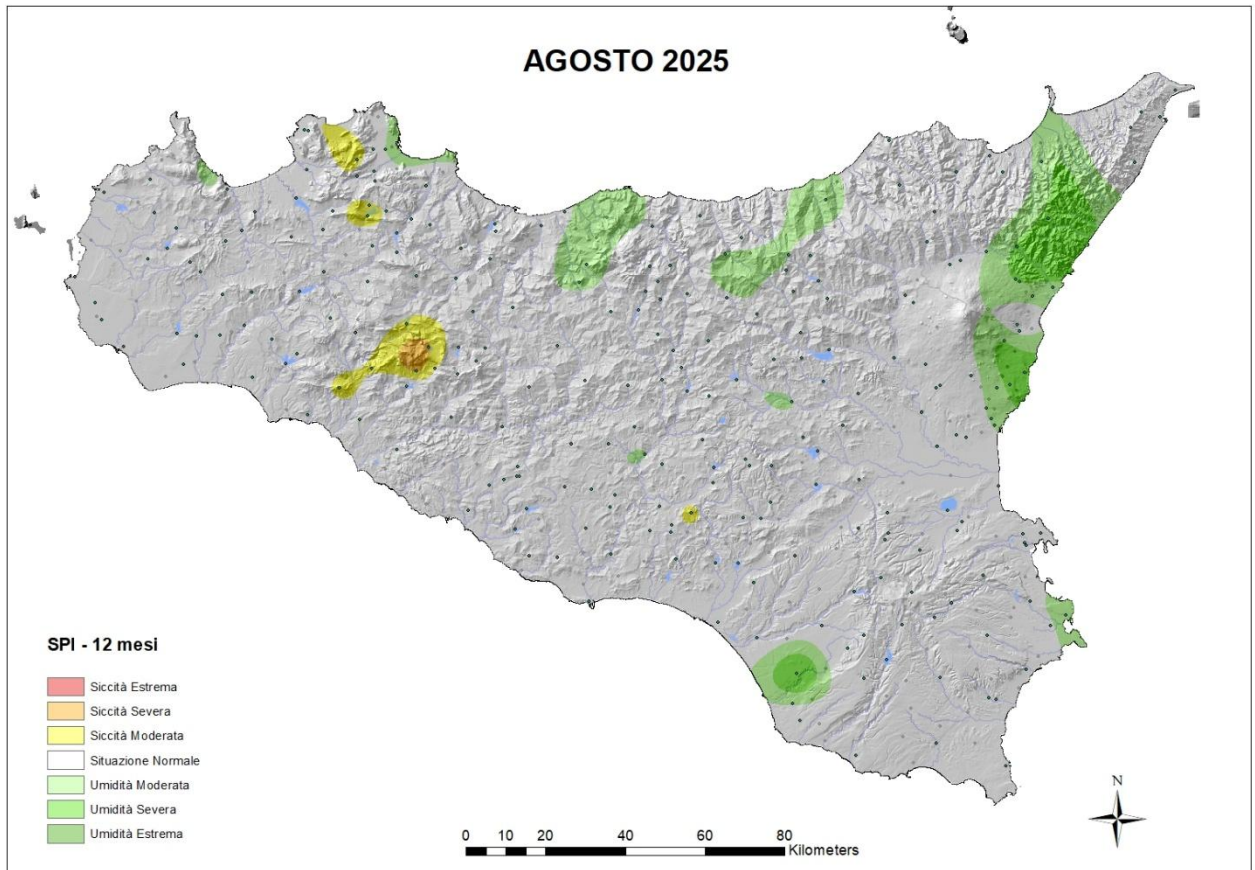 AGOSTO 2025
SPI - 12 mesi
Siccità Estrema
Siccità Severa
Siccità Moderata
Situazione Normale
Umidità Moderata
Umidità Severa
Umidità Estrema
N
0 10 20 40 60 80
Kilometers